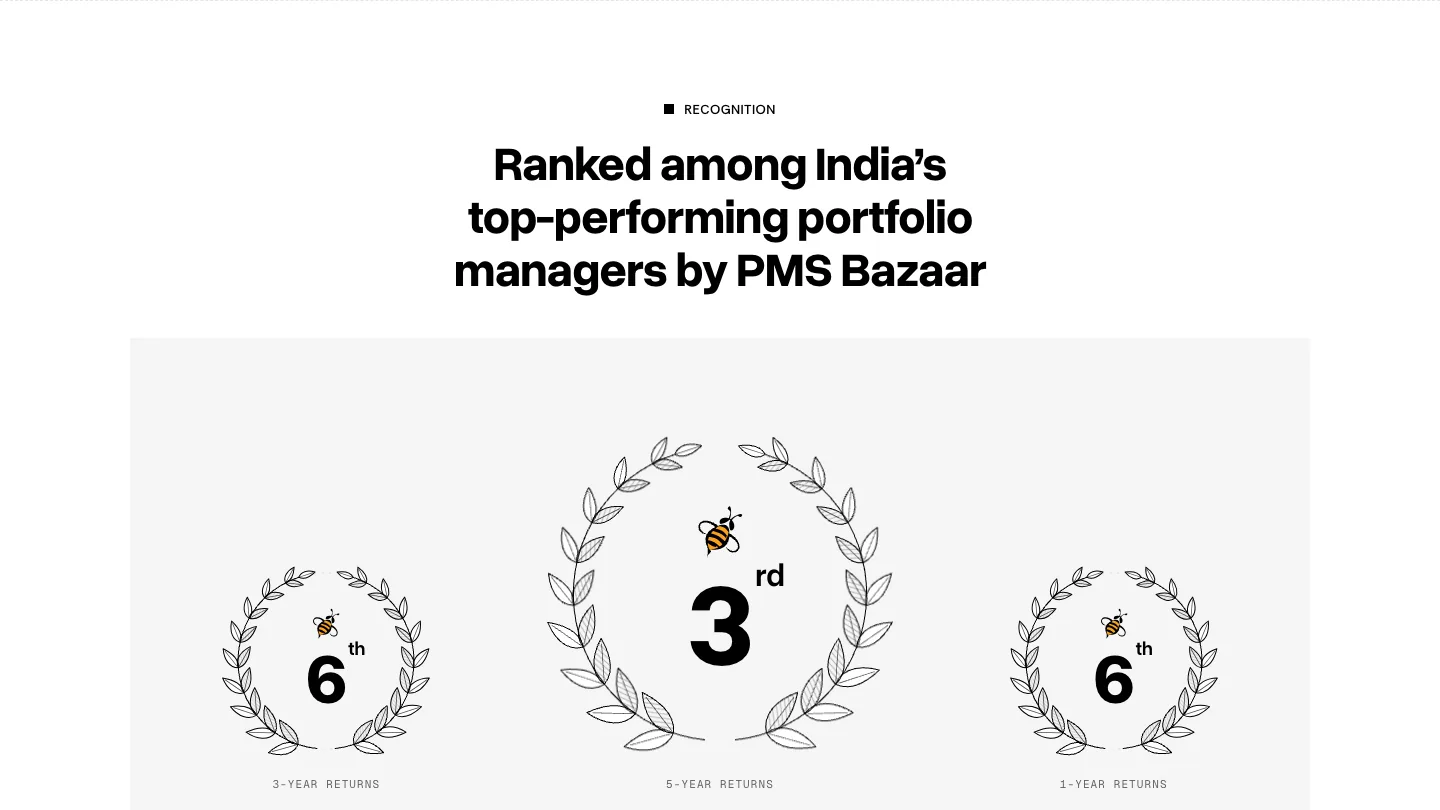 RECOGNITION
Ranked among India’s
top-performing portfolio
managers by PMS Bazaar
6th
3-YEAR RETURNS
3rd
5-YEAR RETURNS
6th
1-YEAR RETURNS